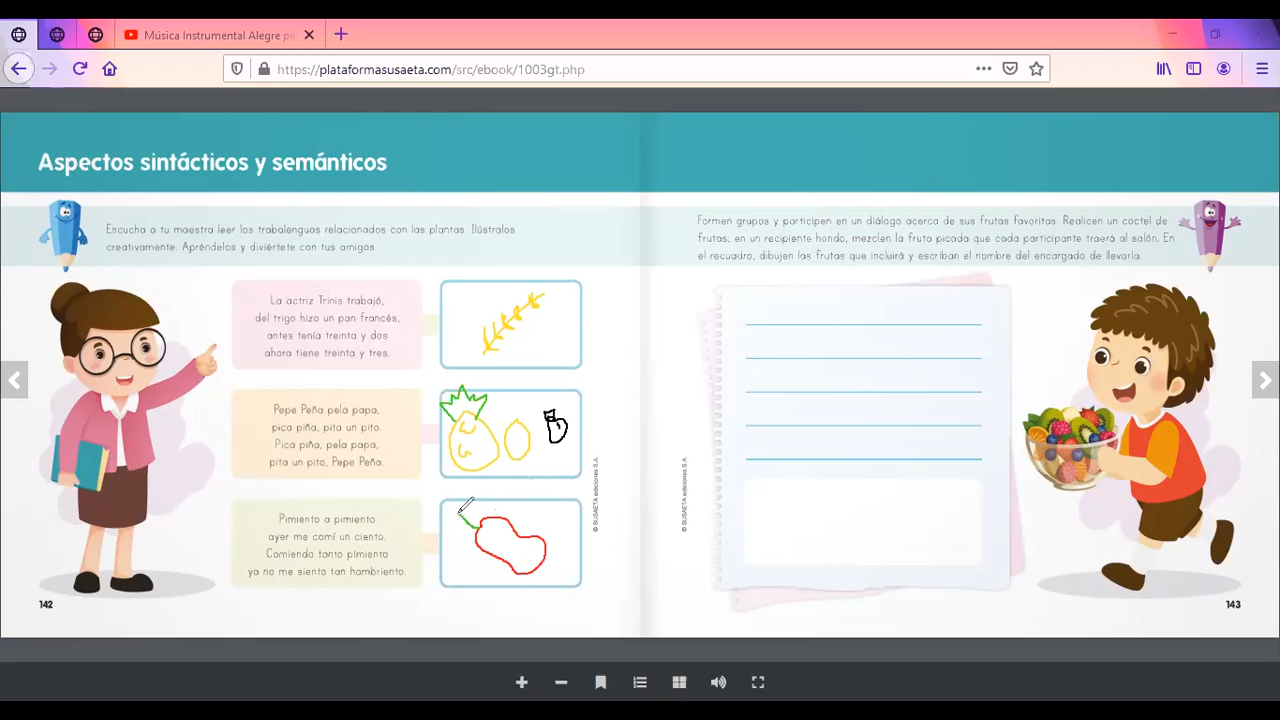 Música Instrumental Alegre pa
https://plataformasusaeta.com/src/ebook/1003gt.php
Aspectos sintácticos y semánticos
Escucha a tu maestra leer los trabalenguas relacionados con las plantas. Ilústralos
creativamente. Apréndelos y diviértete con tus amigos.
La actriz Trinis trabajó,
del trigo hizo un pan francés,
antes tenía treinta y dos
ahora tiene treinta y tres.
Pepe Peña pela papa,
pica piña, pita un pito.
Pica piña, pela papa,
pita un pito, Pepe Peña.
Pimiento a pimiento
ayer me comí un ciento.
Comiendo tanto pimiento
ya no me siento tan hambriento.
© SUSAETA ediciones S.A.
142
Formen grupos y participen en un diálogo acerca de sus frutas favoritas. Realicen un coctel de
frutas; en un recipiente hondo, mezclen la fruta picada que cada participante traerá al salón. En
el recuadro, dibujen las frutas que incluirá y escriban el nombre del encargado de llevarla.
© SUSAETA ediciones S.A.
143